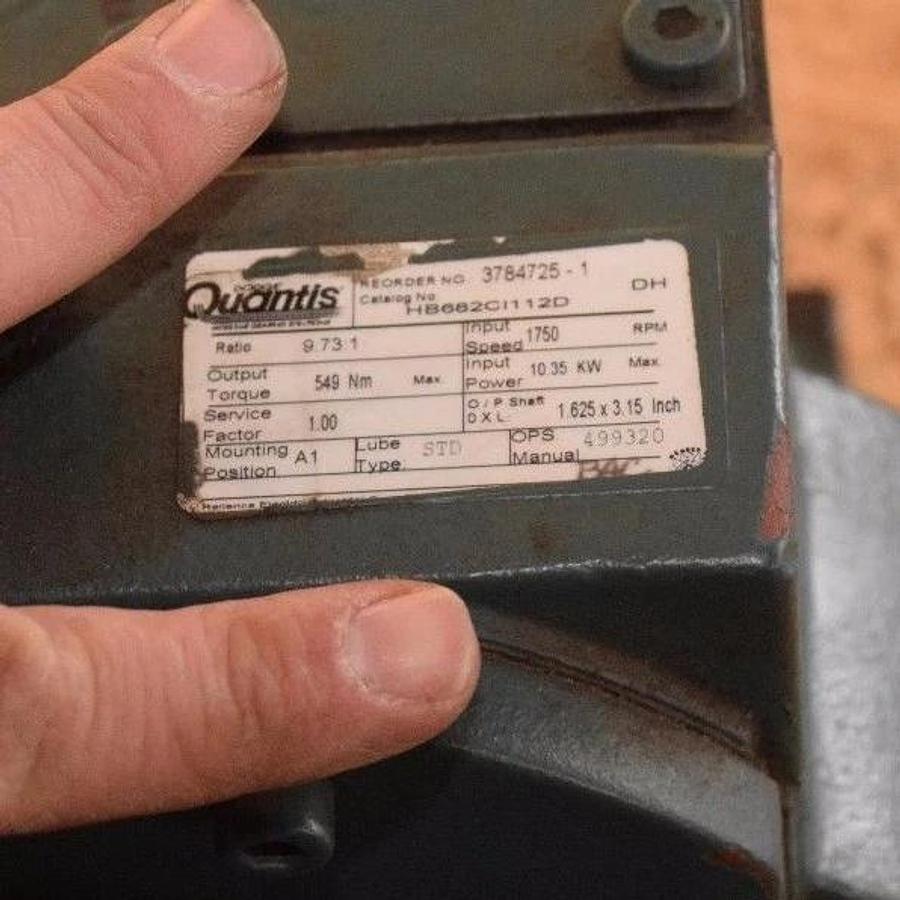 Quantis
REORDER NO 3784725 - 1
Catalog No HB682CI112D DH
Ratio 9.73:1
Input Speed 1750 RPM
Output Torque 549 Nm Max
Input Power 10.35 KW Max
Service Factor 1.00
O / P Shaft D X L 1.625 x 3.15 Inch
Mounting Position A1
Lube Type: STD
OPS Manual 499320